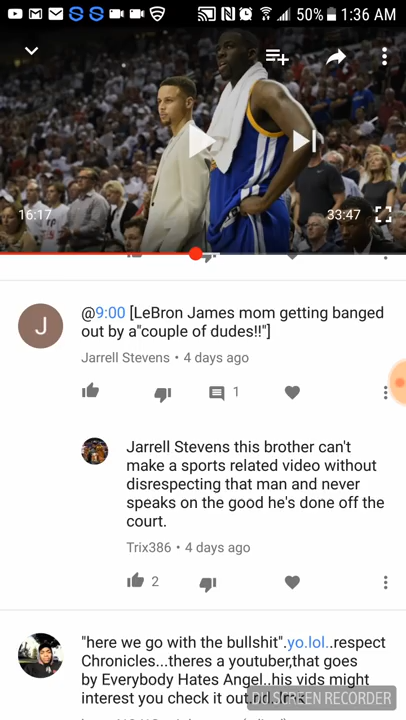 50% 1:36 AM
16:17
33:47
@9:00 [LeBron James mom getting banged
out by a"couple of dudes!!"]
Jarrell Stevens • 4 days ago
1
J
Jarrell Stevens this brother can't
make a sports related video without
disrespecting that man and never
speaks on the good he's done off the
court.
Trix386 • 4 days ago
2
"here we go with the bullshit".yo.lol..respect
Chronicles...theres a youtuber,that goes
by Everybody Hates Angel..his vids might
interest you check it out
DU SCREEN RECORDER